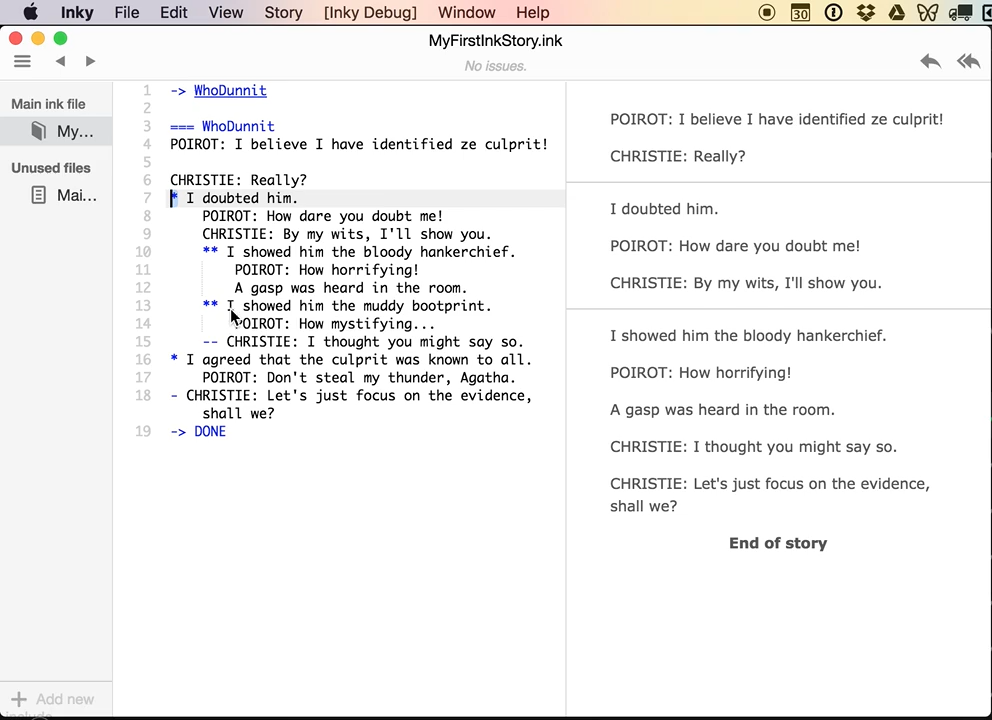 Inky File Edit View Story [Inky Debug] Window Help 30
MyFirstInkStory.ink
No issues.
Main ink file
My...
Unused files
Mai...
Add new
include
1 -> WhoDunnit
2
3 === WhoDunnit
4 POIROT: I believe I have identified ze culprit!
5
6 CHRISTIE: Really?
7 * I doubted him.
8 POIROT: How dare you doubt me!
9 CHRISTIE: By my wits, I'll show you.
10 ** I showed him the bloody hankerchief.
11 POIROT: How horrifying!
12 A gasp was heard in the room.
13 ** I showed him the muddy bootprint.
14 POIROT: How mystifying...
15 -- CHRISTIE: I thought you might say so.
16 * I agreed that the culprit was known to all.
17 POIROT: Don't steal my thunder, Agatha.
18 - CHRISTIE: Let's just focus on the evidence,
shall we?
19 -> DONE
POIROT: I believe I have identified ze culprit!
CHRISTIE: Really?
I doubted him.
POIROT: How dare you doubt me!
CHRISTIE: By my wits, I'll show you.
I showed him the bloody hankerchief.
POIROT: How horrifying!
A gasp was heard in the room.
CHRISTIE: I thought you might say so.
CHRISTIE: Let's just focus on the evidence,
shall we?
End of story